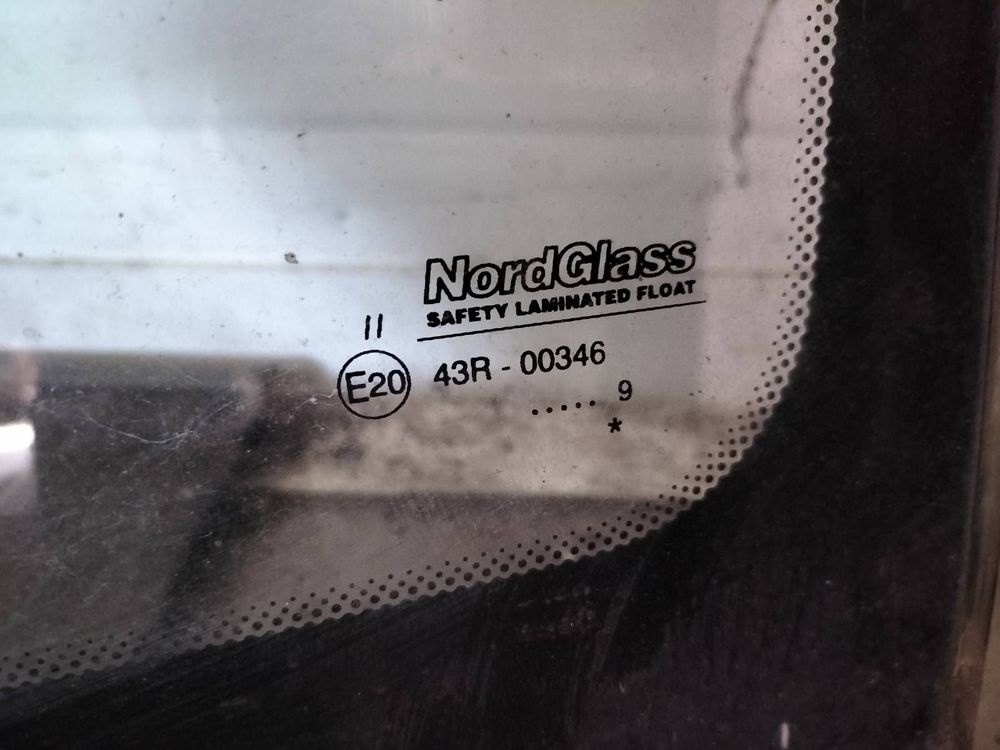 NordGlass
SAFETY LAMINATED FLOAT
II
E20 43R - 00346
..... 9
*